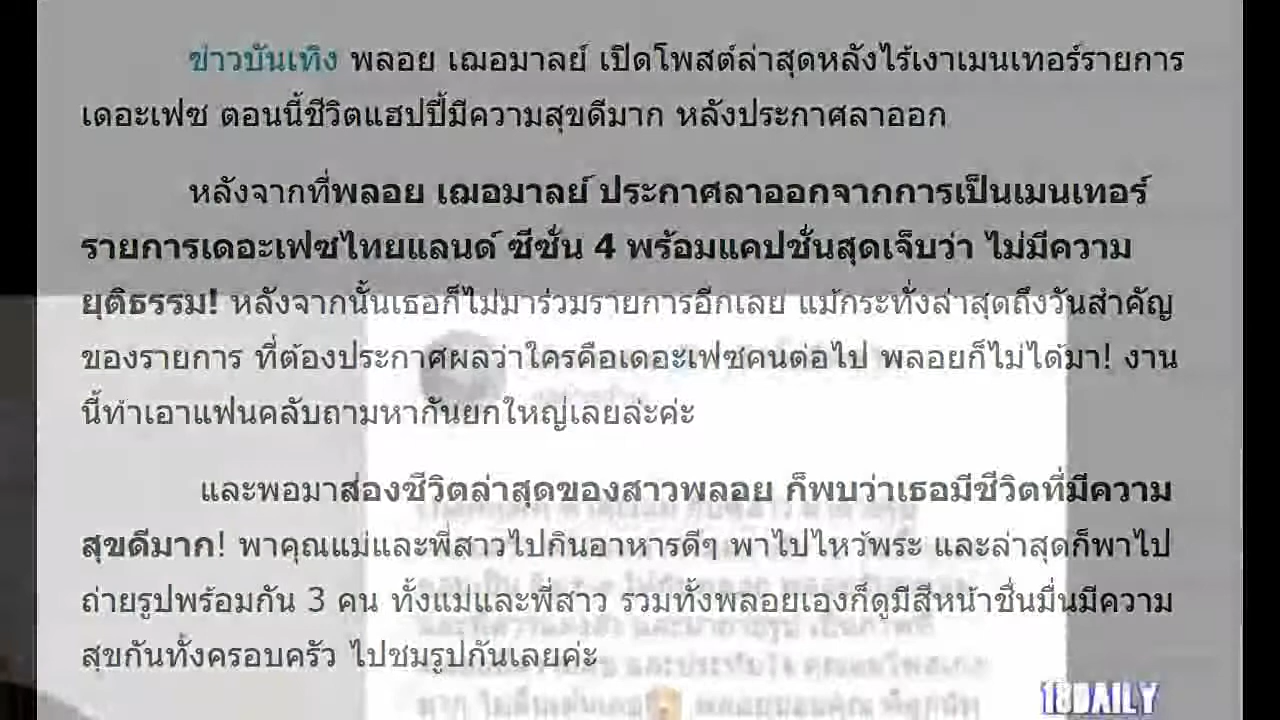 ข่าวบันเทิง พลอย เฌอมาลย์ เปิดโพสต์ล่าสุดหลังไร้เงาเมนเทอร์รายการ
เดอะเฟซ ตอนนี้ชีวิตแฮปปี้มีความสุขดีมาก หลังประกาศลาออก
หลังจากที่พลอย เฌอมาลย์ ประกาศลาออกจากการเป็นเมนเทอร์
รายการเดอะเฟซไทยแลนด์ ซีซั่น 4 พร้อมแคปชั่นสุดเจ็บว่า ไม่มีความ
ยุติธรรม! หลังจากนั้นเธอก็ไม่มาร่วมรายการอีกเลย แม้กระทั่งล่าสุดถึงวันสำคัญ
ของรายการ ที่ต้องประกาศผลว่าใครคือเดอะเฟซคนต่อไป พลอยก็ไม่ได้มา! งาน
นี้ทำเอาแฟนคลับถามหากันยกใหญ่เลยล่ะค่ะ
และพอมาส่องชีวิตล่าสุดของสาวพลอย ก็พบว่าเธอมีชีวิตที่มีความ
สุขดีมาก! พาคุณแม่และพี่สาวไปกินอาหารดีๆ พาไปไหว้พระ และล่าสุดก็พาไป
ถ่ายรูปพร้อมกัน 3 คน ทั้งแม่และพี่สาว รวมทั้งพลอยเองก็ดูมีสีหน้าชื่นมื่นมีความ
สุขกันทั้งครอบครัว ไปชมรูปกันเลยค่ะ
18DAILY